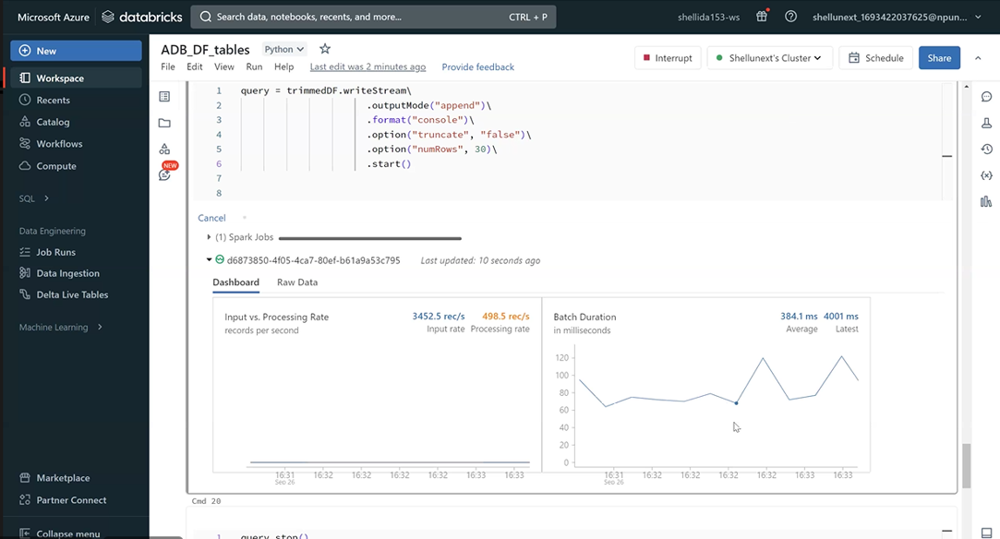 Microsoft Azure databricks Search data, notebooks, recents, and more... CTRL + P shellida153-ws shellunext_1693422037625@npun...
New
Workspace
Recents
Catalog
Workflows
Compute
SQL
Data Engineering
Job Runs
Data Ingestion
Delta Live Tables
Machine Learning
Marketplace
Partner Connect
Collapse menu
ADB_DF_tables Python
File Edit View Run Help Last edit was 2 minutes ago Provide feedback
Interrupt Shellunext's Cluster Schedule Share
NEW
1 query = trimmedDF.writeStream\
2 .outputMode("append")\
3 .format("console")\
4 .option("truncate", "false")\
5 .option("numRows", 30)\
6 .start()
7
8
Cancel
(1) Spark Jobs
d6873850-4f05-4ca7-80ef-b61a9a53c795 Last updated: 10 seconds ago
Dashboard Raw Data
Input vs. Processing Rate 3452.5 rec/s 498.5 rec/s
records per second Input rate Processing rate
16:31 16:32 16:32 16:32 16:32 16:33 16:33
Sep 26
Batch Duration 384.1 ms 4001 ms
in milliseconds Average Latest
120
100
80
60
40
20
0
16:31 16:32 16:32 16:32 16:32 16:33 16:33
Sep 26
Cmd 20
1 query.stop()